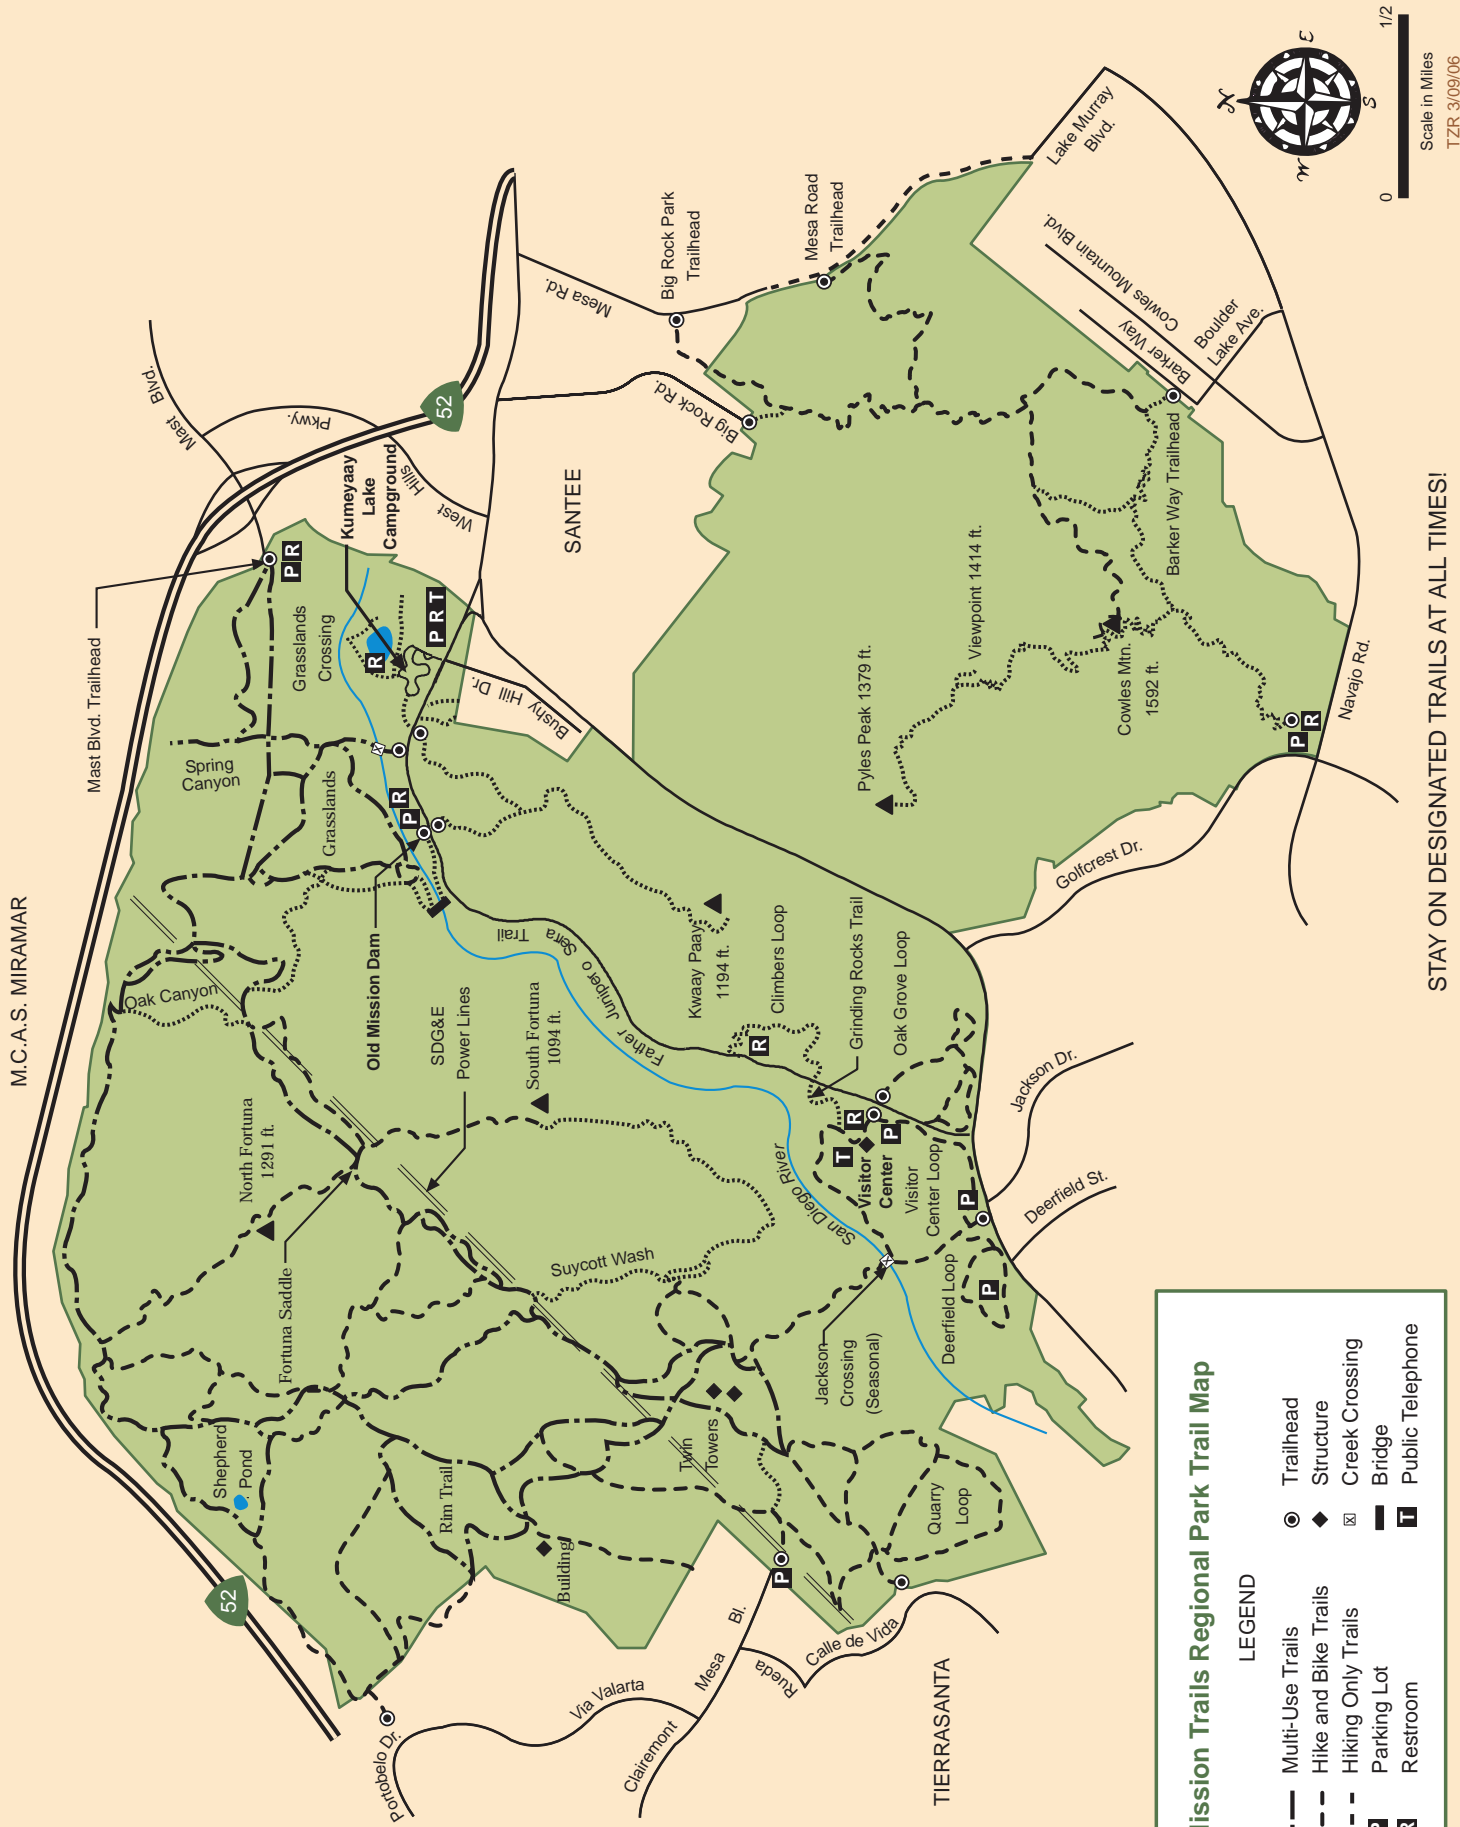 M.C.A.S. MIRAMAR
52
Mast Blvd. Trailhead
Mast Blvd.
Pkwy.
Hills
West
52
Kumeyaay
Lake
Campground
P R
Grasslands
Crossing
R
P R T
Bushy Hill Dr.
Spring
Canyon
Grasslands
P R
Old Mission Dam
Oak Canyon
SDG&E
Power Lines
North Fortuna
1291 ft.
South Fortuna
1094 ft.
Fortuna Saddle
Suycott Wash
Shepherd
Pond
Rim Trail
Building
Twin
Towers
Portobelo Dr.
Via Valarta
Clairemont
Mesa
Bl.
Rueda
Calle de Vida
TIERRASANTA
P
Quarry
Loop
Jackson
Crossing
(Seasonal)
Deerfield Loop
P
P
San Diego River
Visitor
Center
Visitor
Center Loop
T
R
P
Father Junipero Serra Trail
Kwaay Paay
1194 ft.
Climbers Loop
R
Grinding Rocks Trail
Oak Grove Loop
Jackson Dr.
Deerfield St.
Golfcrest Dr.
SANTEE
Mesa Rd.
Big Rock Rd.
Big Rock Park
Trailhead
Mesa Road
Trailhead
Lake Murray
Blvd.
Cowles Mountain Blvd.
Barker Way
Boulder
Lake Ave.
Barker Way Trailhead
Pyles Peak 1379 ft.
Viewpoint 1414 ft.
Cowles Mtn.
1592 ft.
P
R
Navajo Rd.
N
E
S
W
0
1/2
Scale in Miles
TZR 3/09/06
STAY ON DESIGNATED TRAILS AT ALL TIMES!
ission Trails Regional Park Trail Map
LEGEND
Multi-Use Trails
Hike and Bike Trails
Hiking Only Trails
P Parking Lot
R Restroom
Trailhead
Structure
Creek Crossing
Bridge
T Public Telephone